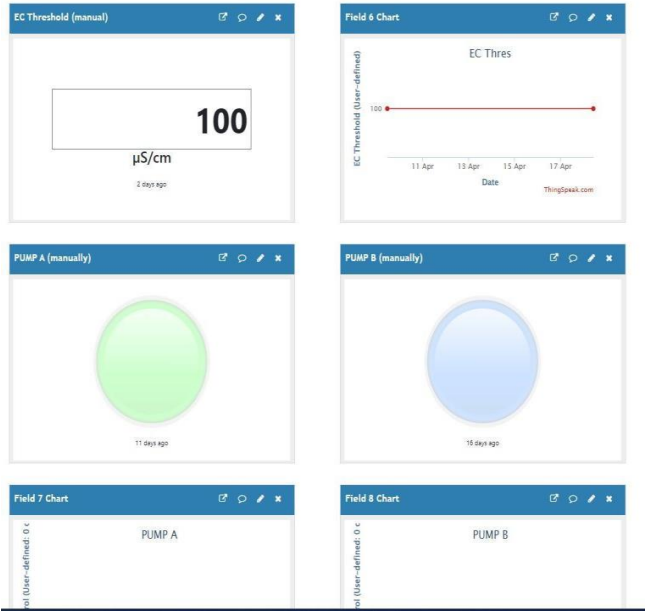 EC Threshold (manual)
100
µS/cm
2 days ago
Field 6 Chart
EC Thres
EC Threshold (User-defined)
100
11 Apr 13 Apr 15 Apr 17 Apr
Date
ThingSpeak.com
PUMP A (manually)
11 days ago
PUMP B (manually)
16 days ago
Field 7 Chart
PUMP A
rol (User-defined: 0 c
Field 8 Chart
PUMP B
rol (User-defined: 0 c